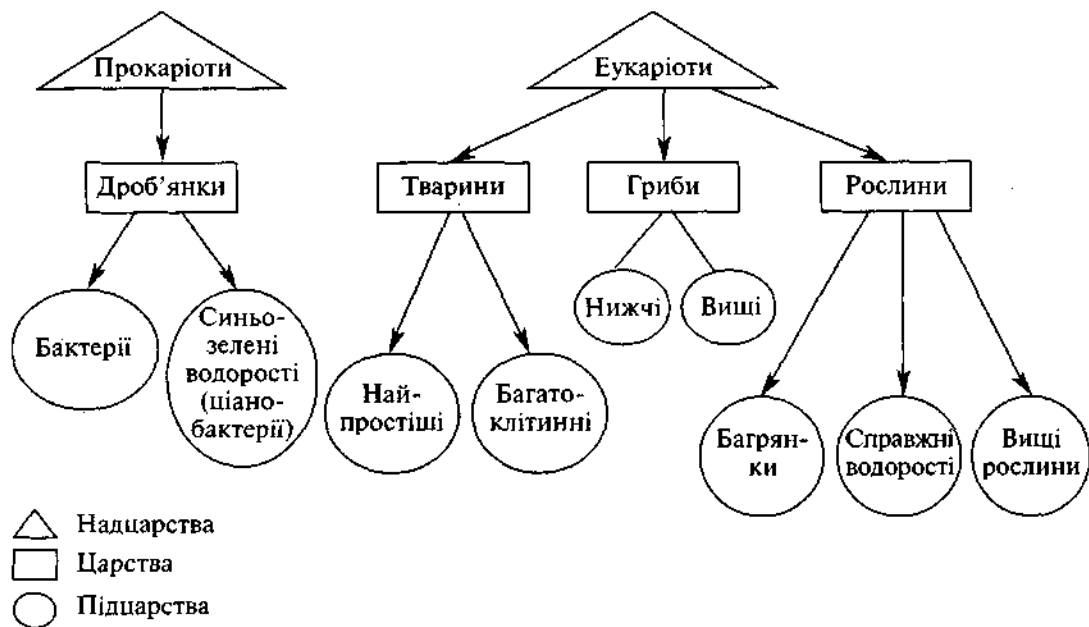 Прокаріоти
Еукаріоти
Дроб’янки
Тварини
Гриби
Рослини
Бактерії
Синьо-
зелені
водорості
(ціано-
бактерії)
Най-
простіші
Багато-
клітинні
Нижчі
Вищі
Багрян-
ки
Справжні
водорості
Вищі
рослини
Надцарства
Царства
Підцарства